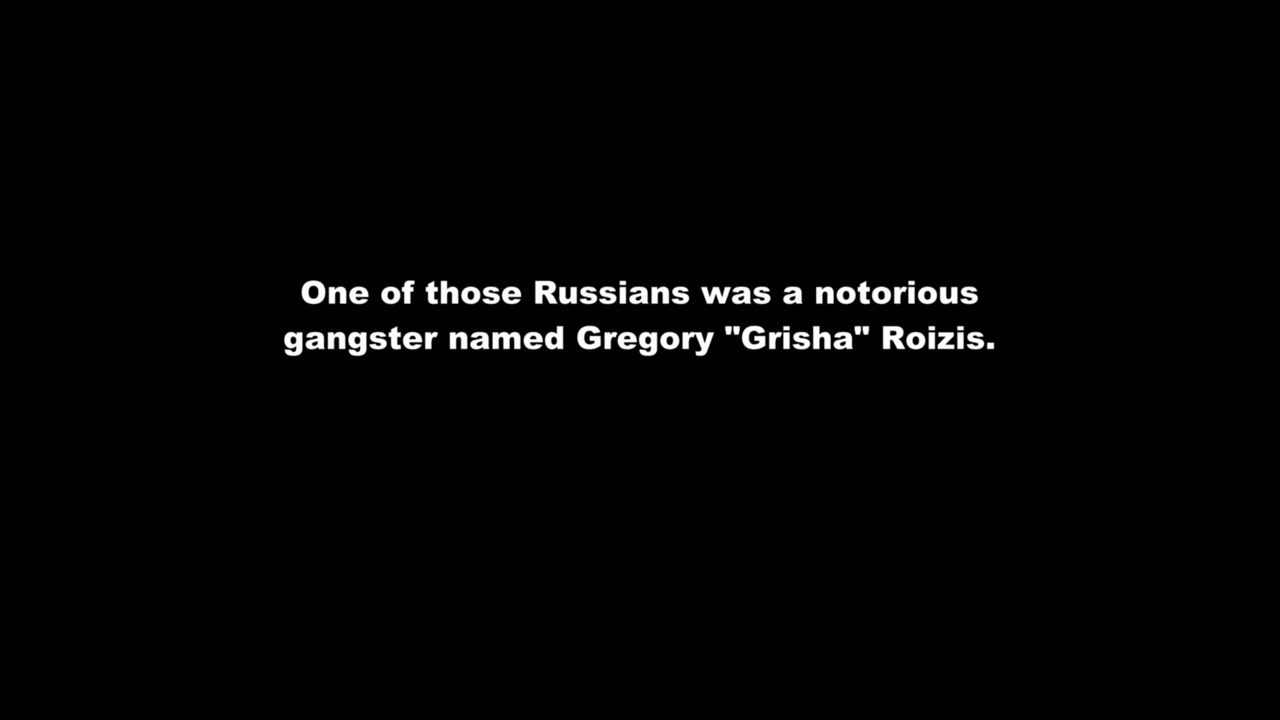 One of those Russians was a notorious
gangster named Gregory "Grisha" Roizis.